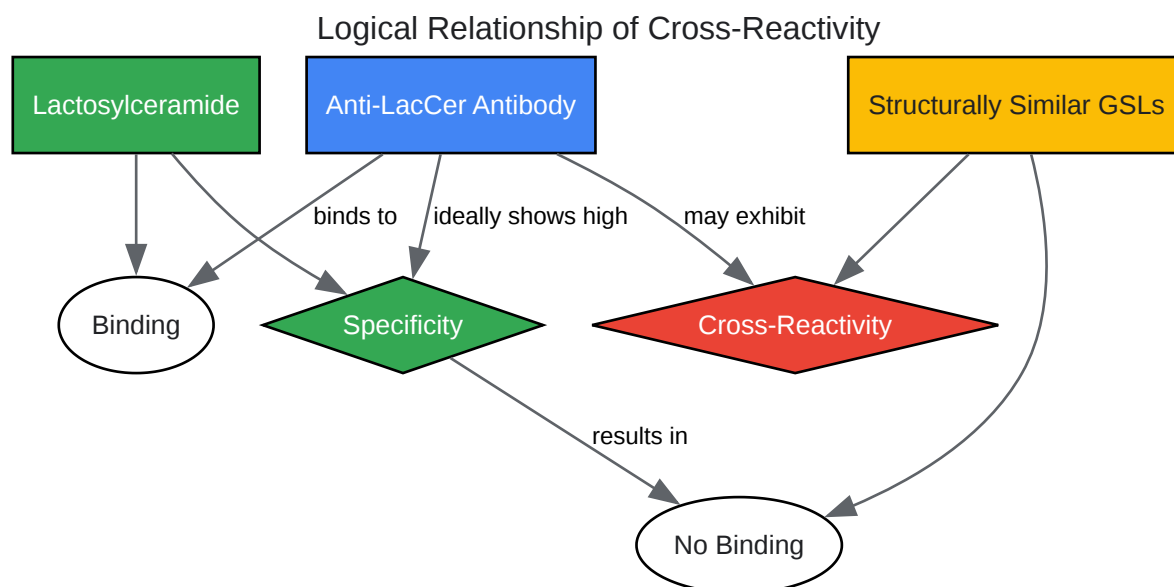 Logical Relationship of Cross-Reactivity
Lactosylceramide
Anti-LacCer Antibody
Structurally Similar GSLs
binds to
ideally shows high
may exhibit
Binding
Specificity
Cross-Reactivity
results in
No Binding